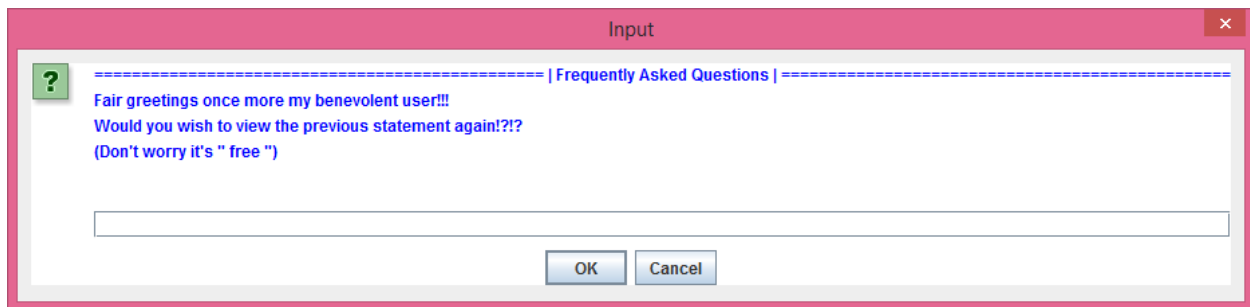 Input
================================================ | Frequently Asked Questions | ================================================
Fair greetings once more my benevolent user!!!
Would you wish to view the previous statement again!?!?
(Don't worry it's " free ")
OK Cancel